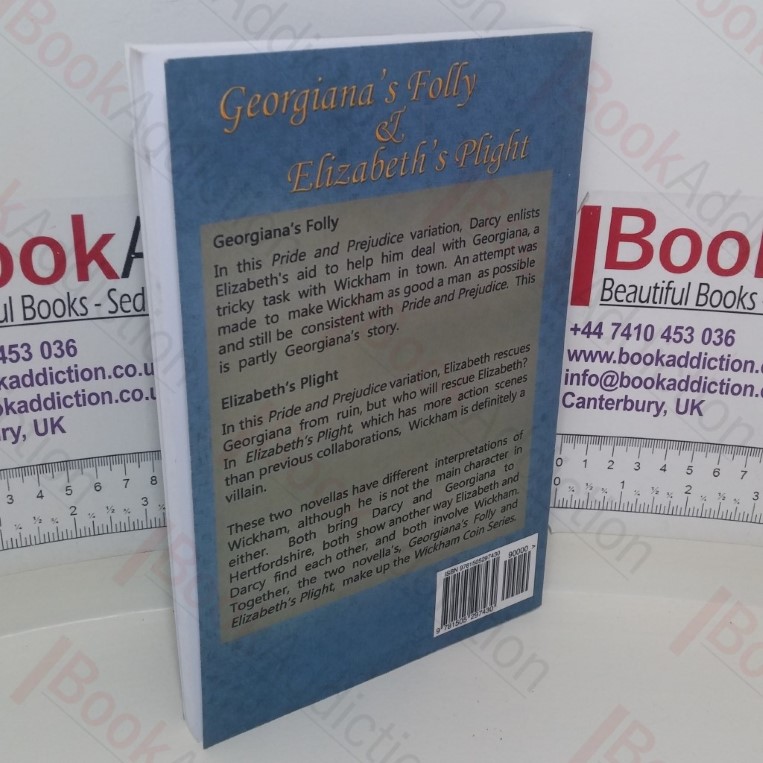 Georgiana's Folly
&
Elizabeth's Plight
Georgiana's Folly
In this Pride and Prejudice variation, Darcy enlists
Elizabeth's aid to help him deal with Georgiana, a
tricky task with Wickham in town. An attempt was
made to make Wickham as good a man as possible
and still be consistent with Pride and Prejudice. This
is partly Georgiana's story.
Elizabeth's Plight
In this Pride and Prejudice variation, Elizabeth rescues
Georgiana from ruin, but who will rescue Elizabeth?
In Elizabeth's Plight, which has more action scenes
than previous collaborations, Wickham is definitely a
villain.
These two novellas have different interpretations of
Wickham, although he is not the main character in
either. Both bring Darcy and Georgiana to
Hertfordshire, both show another way Elizabeth and
Darcy find each other, and both involve Wickham.
Together, the two novella's, Georgiana's Folly and
Elizabeth's Plight, make up the Wickham Coin Series.
90000 >
ookA
ul Books - Sed
453 036
ookaddiction.co.u
okaddiction.co.uk
ry, UK
Book
Beautiful Books -
+44 7410 453 036
www.bookaddiction.
info@bookaddiction
Canterbury, UK
BookAddiction